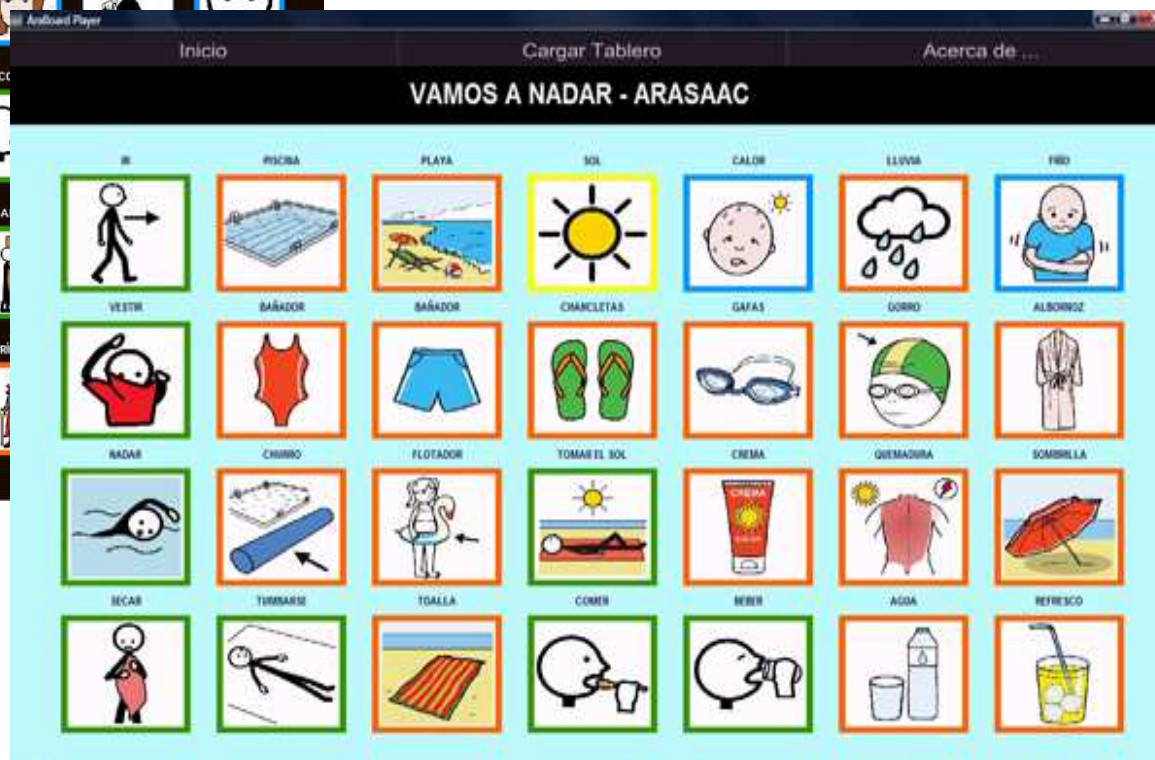 AraBoard Player
Inicio Cargar Tablero Acerca de ...
VAMOS A NADAR - ARASAAC
IR PISCINA PLAYA SOL CALOR LLUVIA FRÍO
VESTIR BAÑADOR BAÑADOR CHANCLETAS GAFAS GORRO ALBORNOZ
NADAR CHURRO FLOTADOR TOMAR EL SOL CREMA QUEMADURA SOMBRILLA
CREMA
SECAR TUMBARSE TOALLA COMER BEBER AGUA REFRESCO